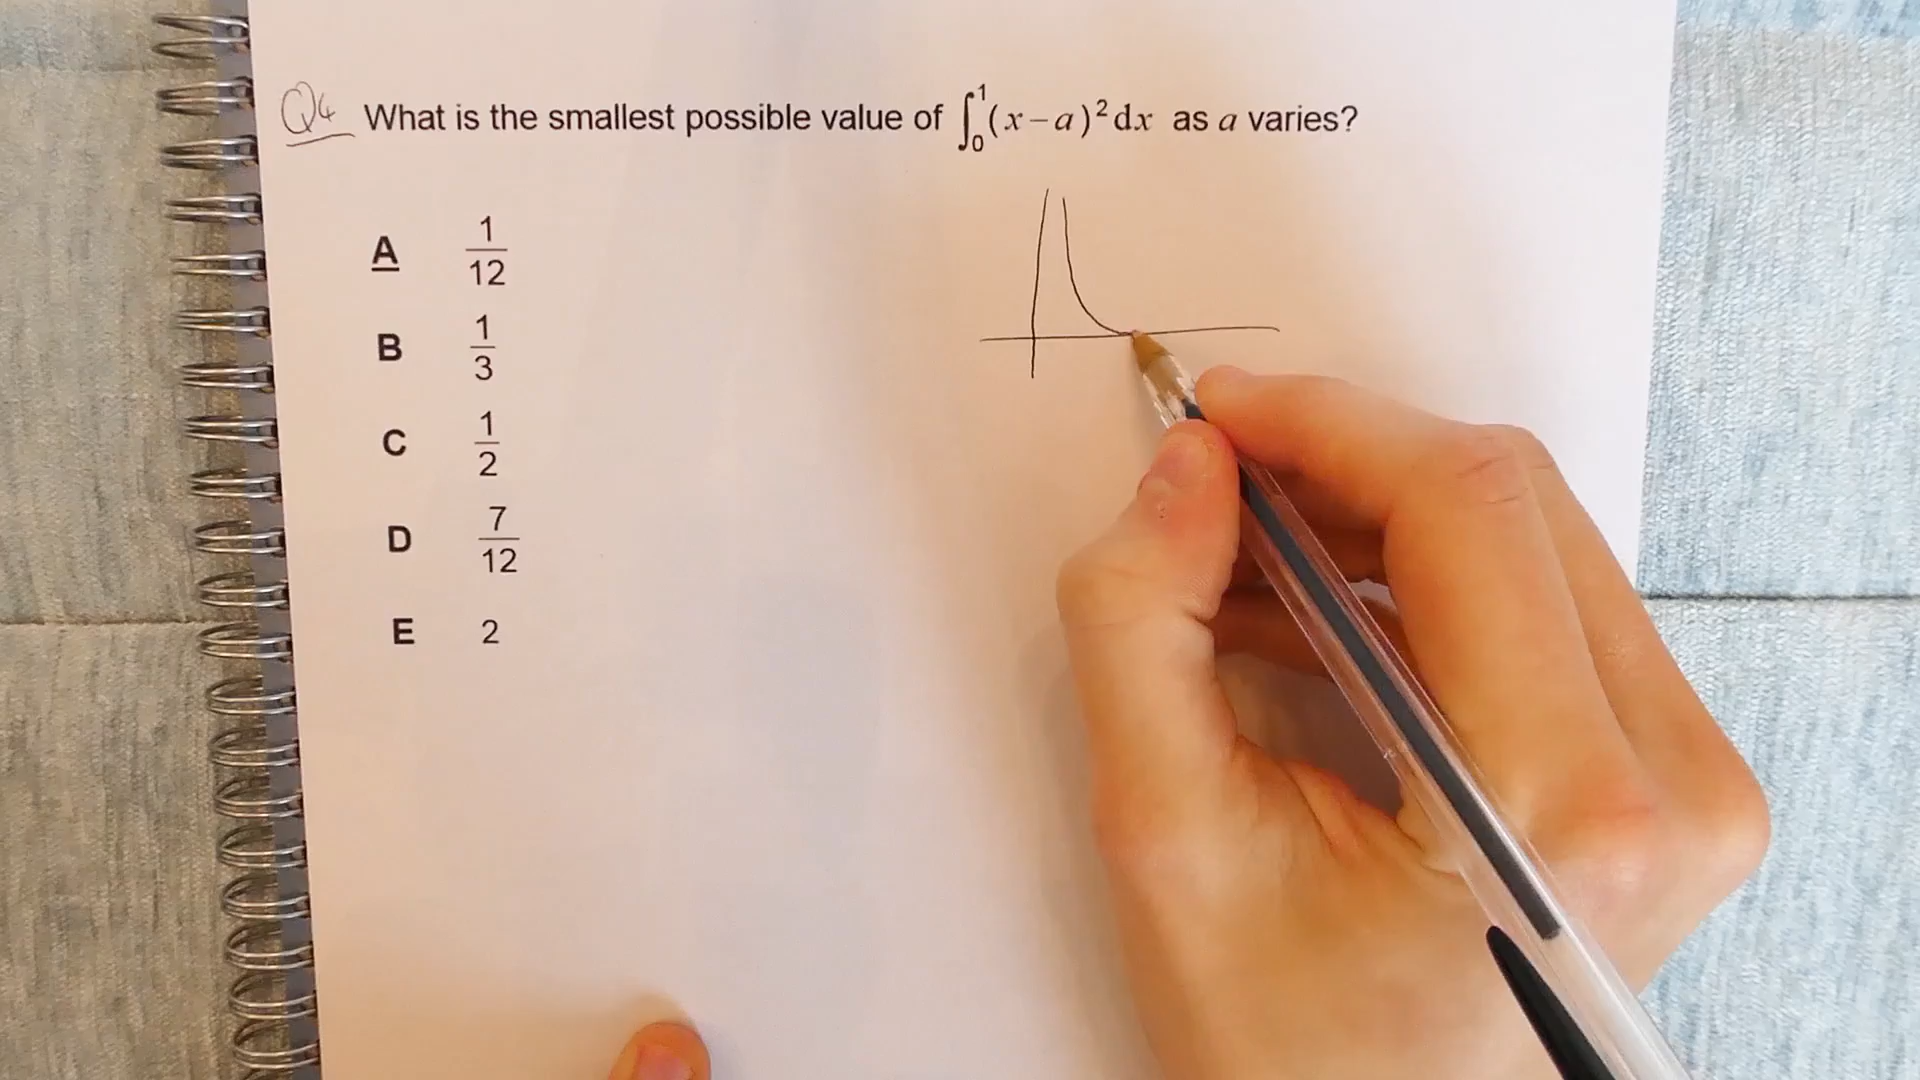 Q4 What is the smallest possible value of ∫₀¹(x−a)²dx as a varies?
A 1/12
B 1/3
C 1/2
D 7/12
E 2